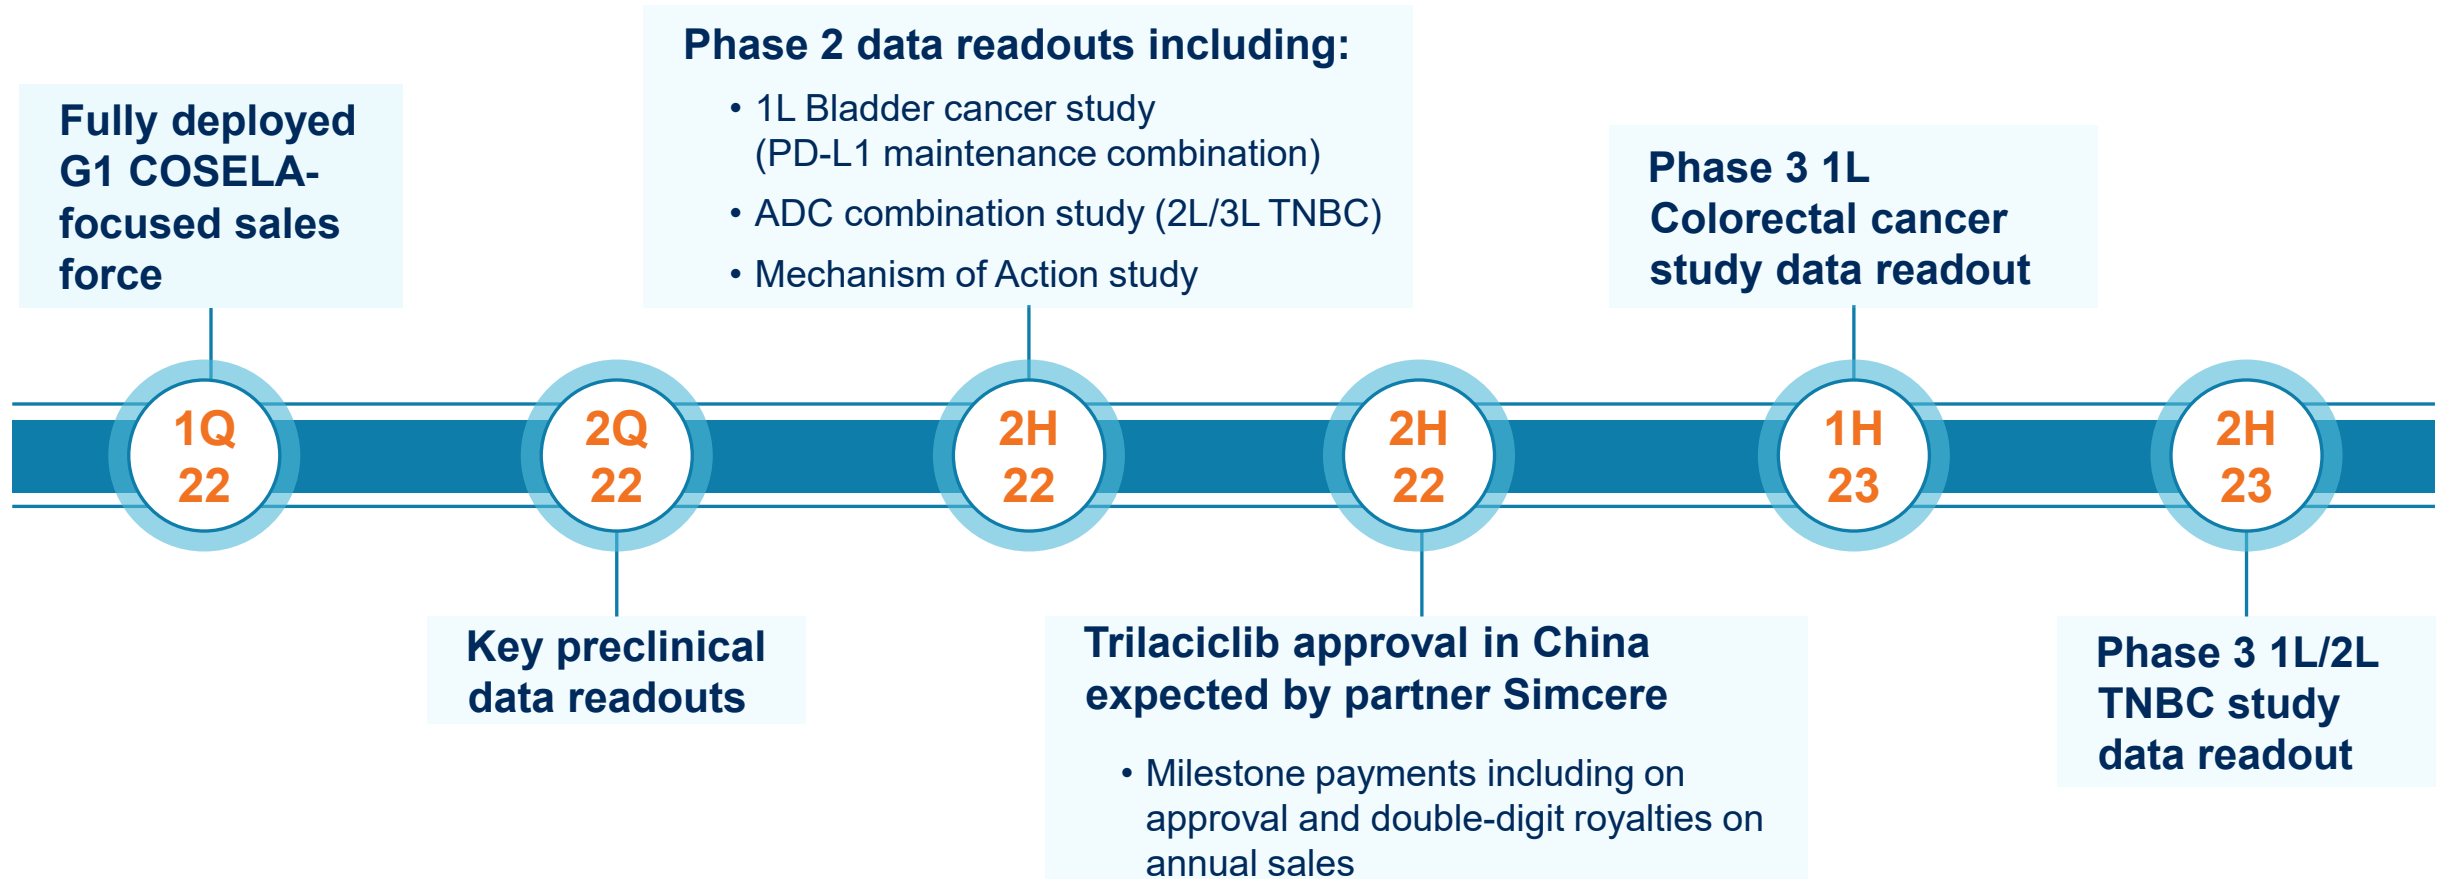 Fully deployed
G1 COSELA-
focused sales
force
Phase 2 data readouts including:
• 1L Bladder cancer study
(PD-L1 maintenance combination)
• ADC combination study (2L/3L TNBC)
• Mechanism of Action study
Phase 3 1L
Colorectal cancer
study data readout
1Q
22
2Q
22
2H
22
2H
22
1H
23
2H
23
Key preclinical
data readouts
Trilaciclib approval in China
expected by partner Simcere
• Milestone payments including on
approval and double-digit royalties on
annual sales
Phase 3 1L/2L
TNBC study
data readout